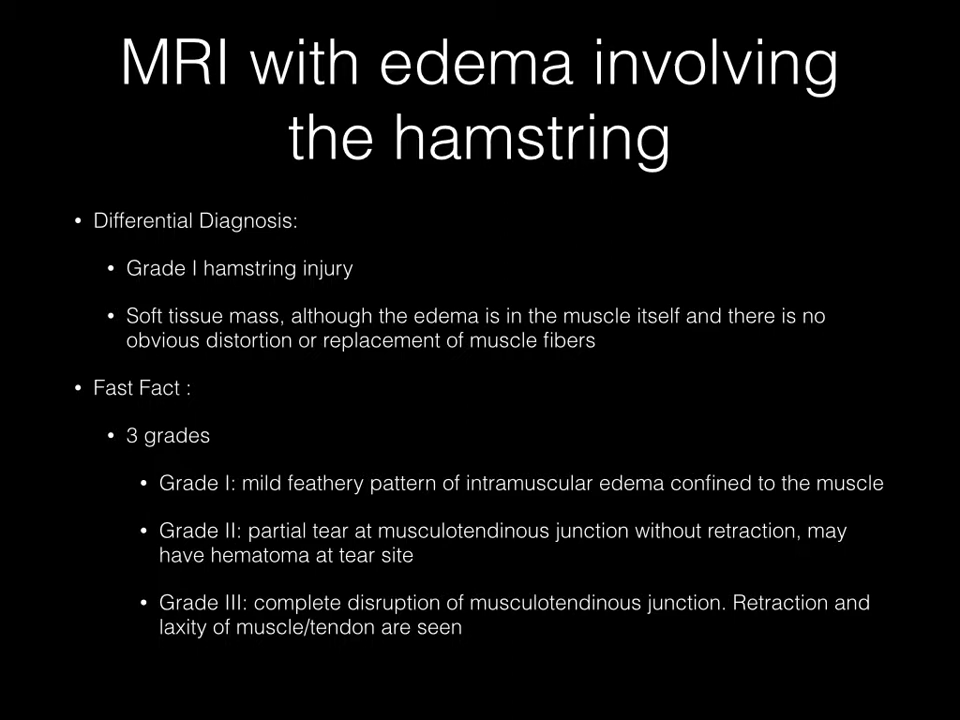 MRI with edema involving
the hamstring
• Differential Diagnosis:
• Grade I hamstring injury
• Soft tissue mass, although the edema is in the muscle itself and there is no
obvious distortion or replacement of muscle fibers
• Fast Fact :
• 3 grades
• Grade I: mild feathery pattern of intramuscular edema confined to the muscle
• Grade II: partial tear at musculotendinous junction without retraction, may
have hematoma at tear site
• Grade III: complete disruption of musculotendinous junction. Retraction and
laxity of muscle/tendon are seen